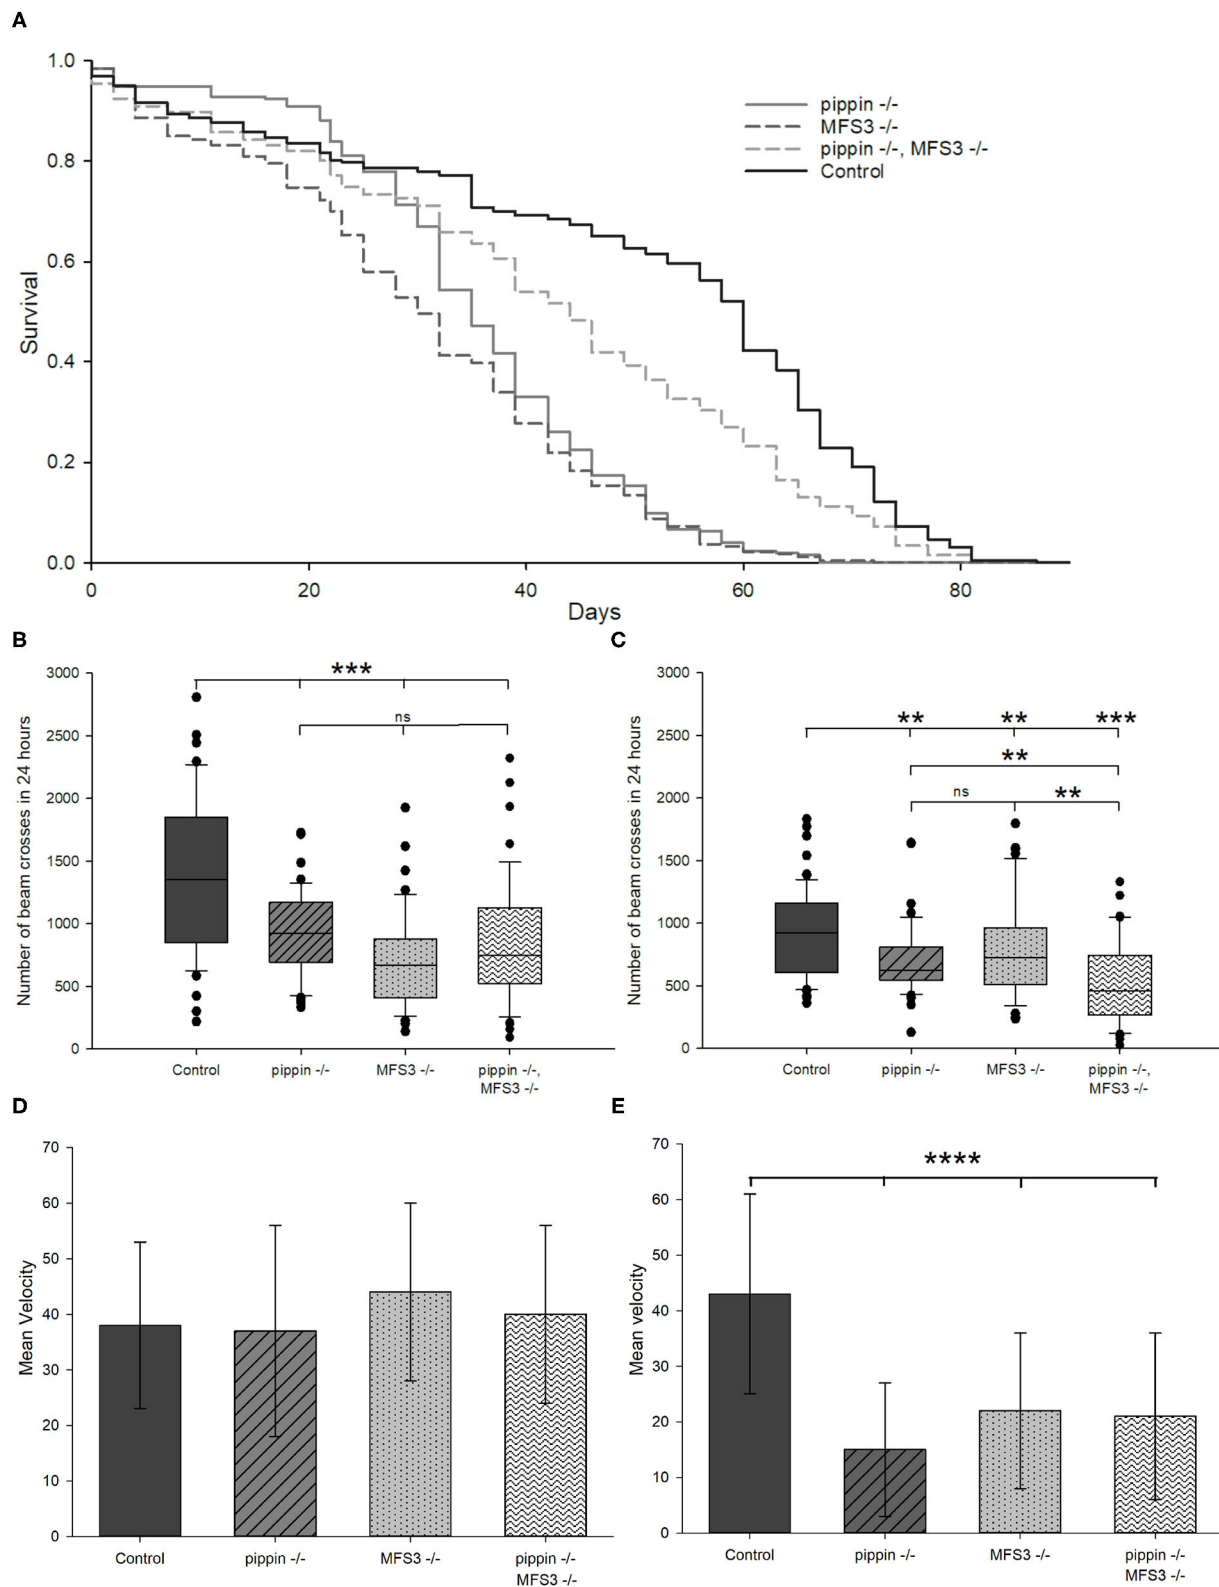 A
1.0
0.8
0.6
0.4
0.2
0.0
Survival
pippin -/-
MFS3 -/-
pippin -/-, MFS3 -/-
Control
0 20 40 60 80
Days
B
3000
2500
2000
1500
1000
500
0
Number of beam crosses in 24 hours
***
ns
Control pippin -/- MFS3 -/- pippin -/-,
MFS3 -/-
C
3000
2500
2000
1500
1000
500
0
Number of beam crosses in 24 hours
** ** ***
**
ns **
Control pippin -/- MFS3 -/- pippin -/-,
MFS3 -/-
D
70
60
50
40
30
20
10
0
Mean Velocity
Control pippin -/- MFS3 -/- pippin -/-
MFS3 -/-
E
70
60
50
40
30
20
10
0
Mean velocity
****
Control pippin -/- MFS3 -/- pippin -/-
MFS3 -/-